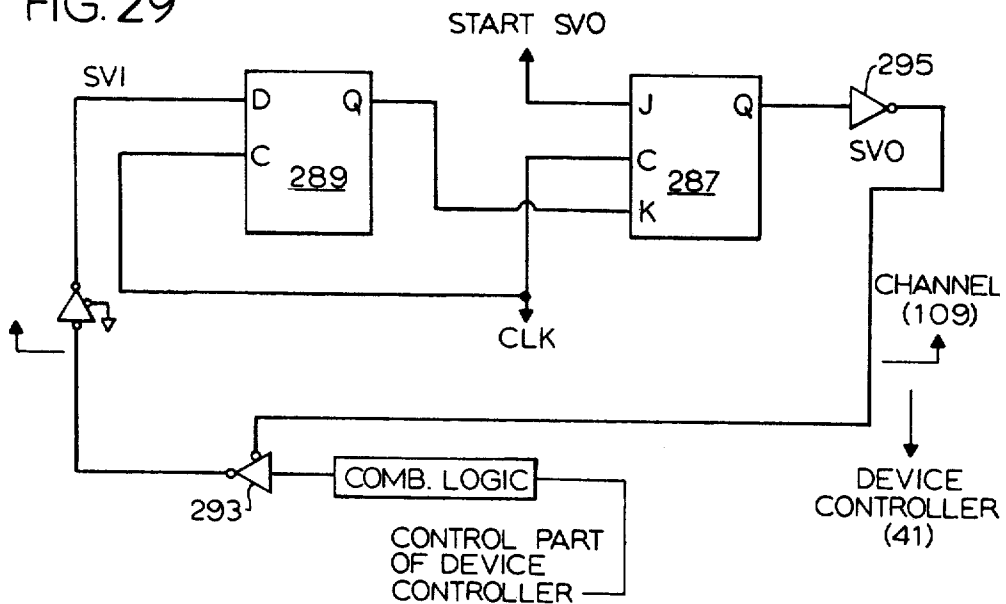 FIG. 29
START SVO
295
SVI
D
Q
J
Q
C
C
SVO
289
287
K
CHANNEL
(109)
CLK
COMB. LOGIC
293
DEVICE
CONTROLLER
(41)
CONTROL PART
OF DEVICE
CONTROLLER